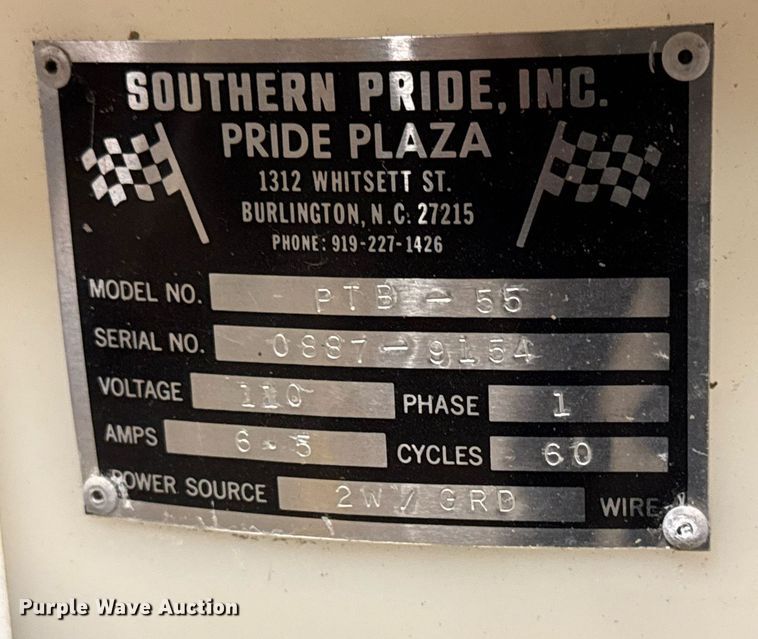 SOUTHERN PRIDE, INC.
PRIDE PLAZA
1312 WHITSETT ST.
BURLINGTON, N.C. 27215
PHONE: 919-227-1426
MODEL NO. PTB-55
SERIAL NO. 0887-9154
VOLTAGE 110 PHASE 1
AMPS 6.5 CYCLES 60
POWER SOURCE 2W/GRD WIRE
Purple Wave Auction